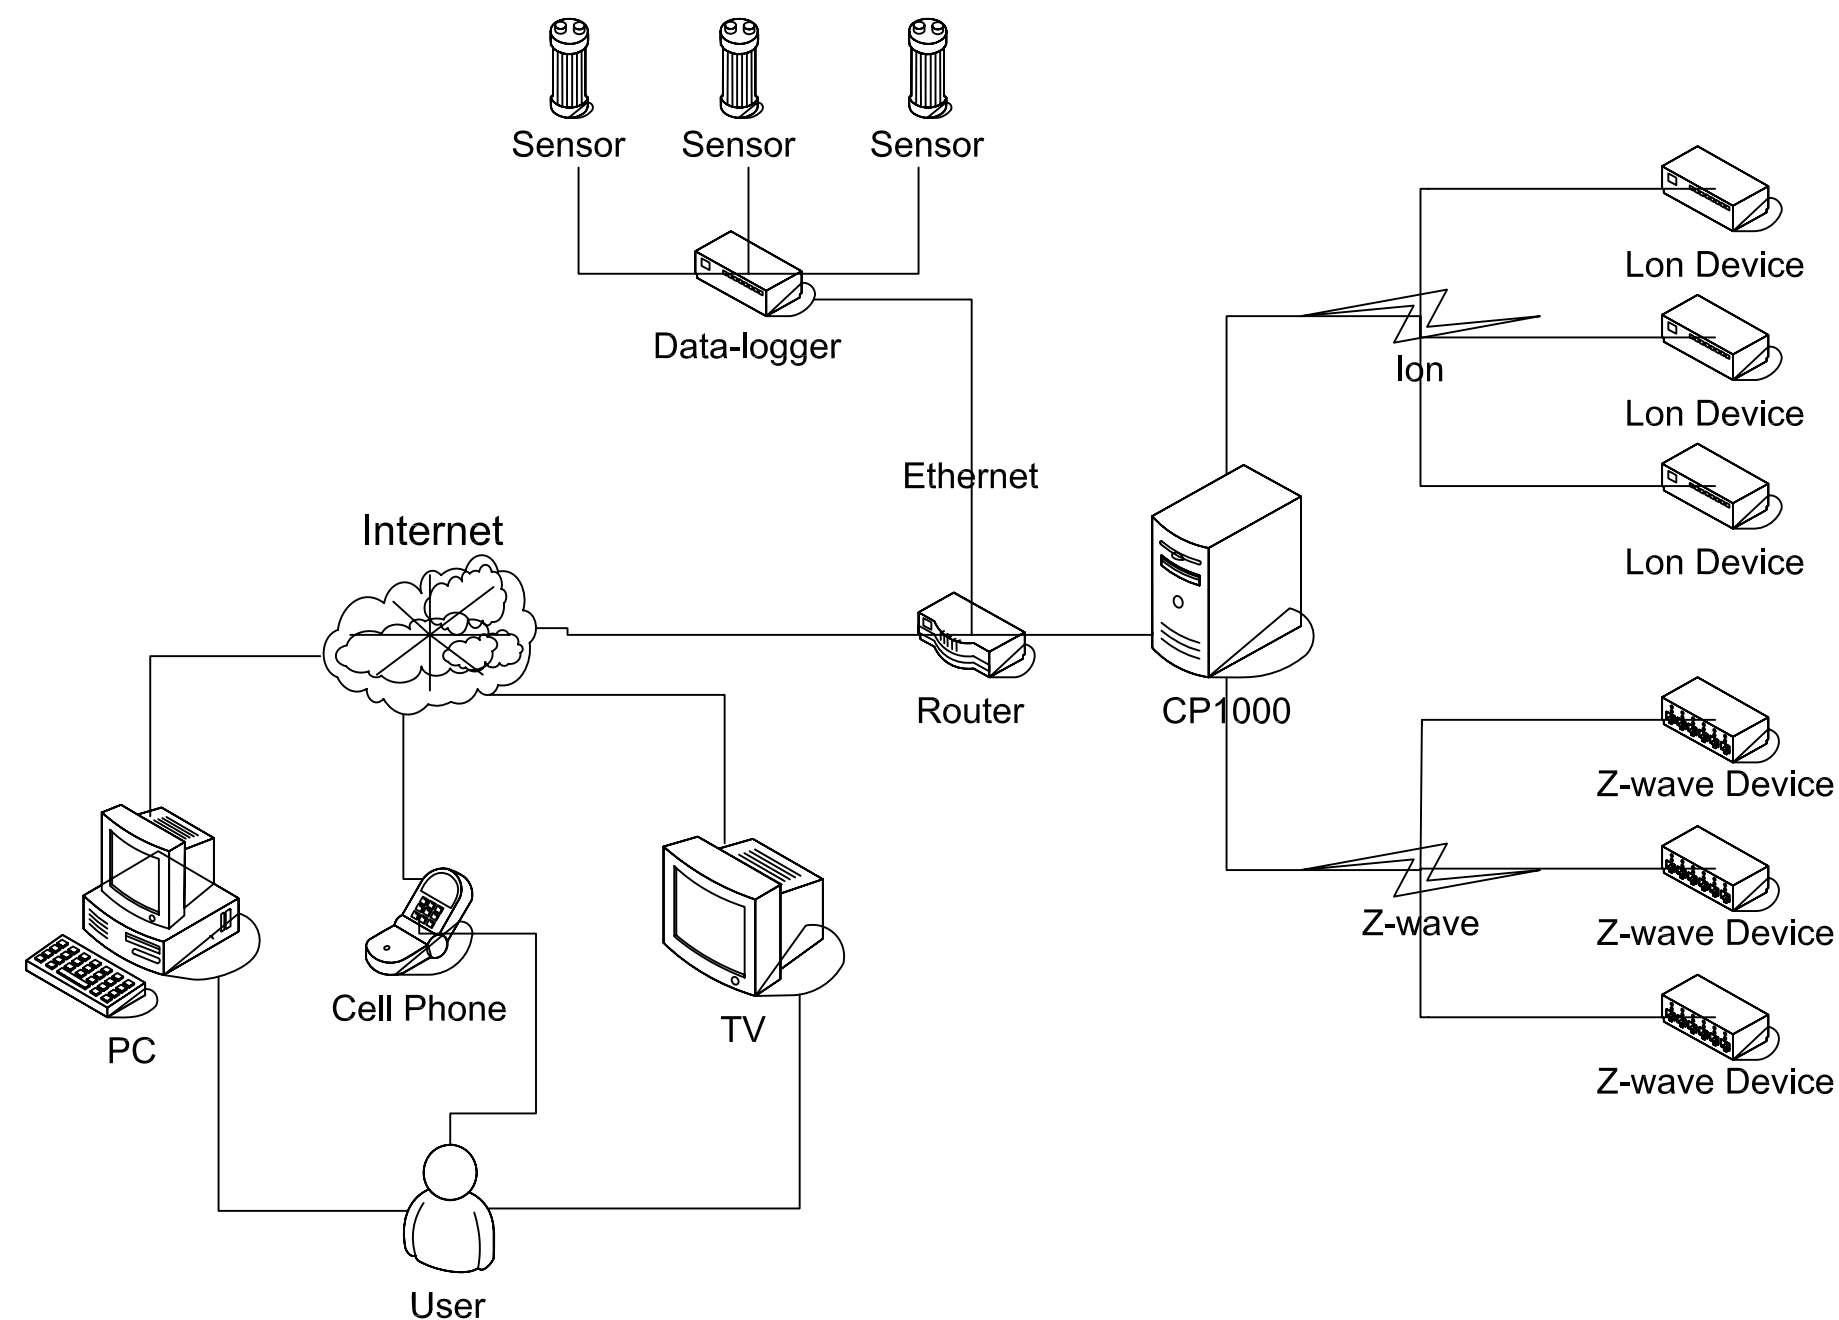 Sensor Sensor Sensor
Lon Device
Data-logger
lon
Lon Device
Ethernet
Internet
Lon Device
Router
CP1000
Z-wave Device
Z-wave
Z-wave Device
Cell Phone
TV
PC
Z-wave Device
User